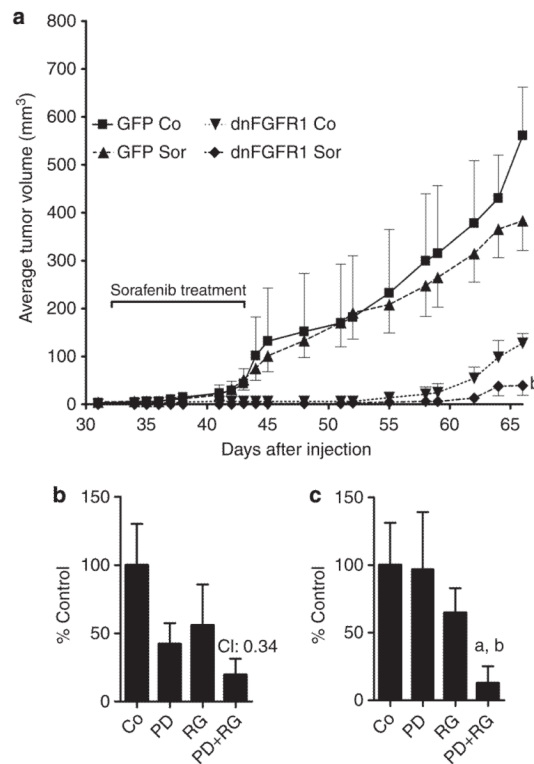 a
Average tumor volume (mm³)
800
700
600
500
400
300
200
100
0
GFP Co
dnFGFR1 Co
GFP Sor
dnFGFR1 Sor
Sorafenib treatment
b
30 35 40 45 50 55 60 65
Days after injection
b
% Control
150
100
50
0
CI: 0.34
Co PD RG PD+RG
c
% Control
150
100
50
0
a, b
Co PD RG PD+RG